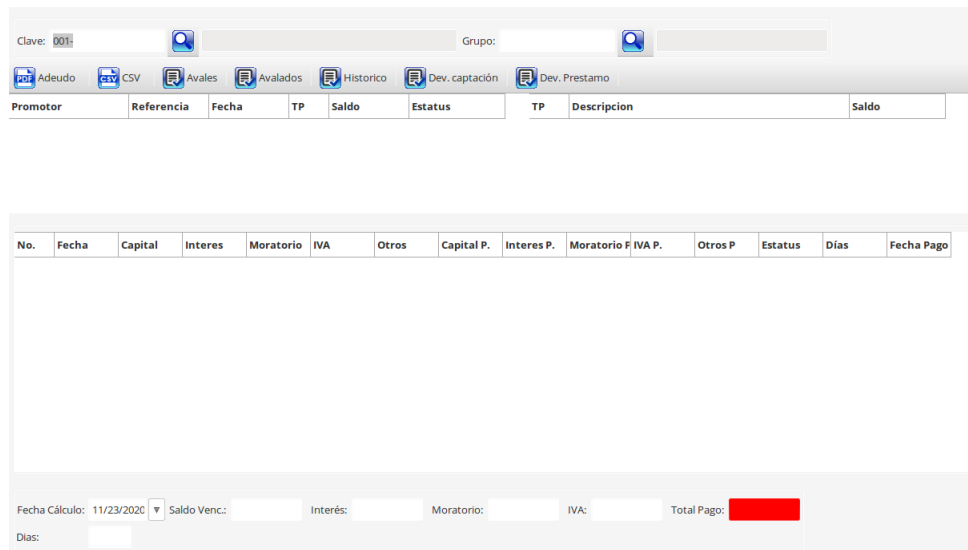 Clave: 001- Grupo:
PDF Adeudo CSV CSV Avales Avalados Historico Dev. captación Dev. Prestamo
Promotor Referencia Fecha TP Saldo Estatus TP Descripcion Saldo
No. Fecha Capital Interes Moratorio IVA Otros Capital P. Interes P. Moratorio P IVA P. Otros P Estatus Días Fecha Pago
Fecha Cálculo: 11/23/2020 Saldo Venc.: Interés: Moratorio: IVA: Total Pago:
Dias: